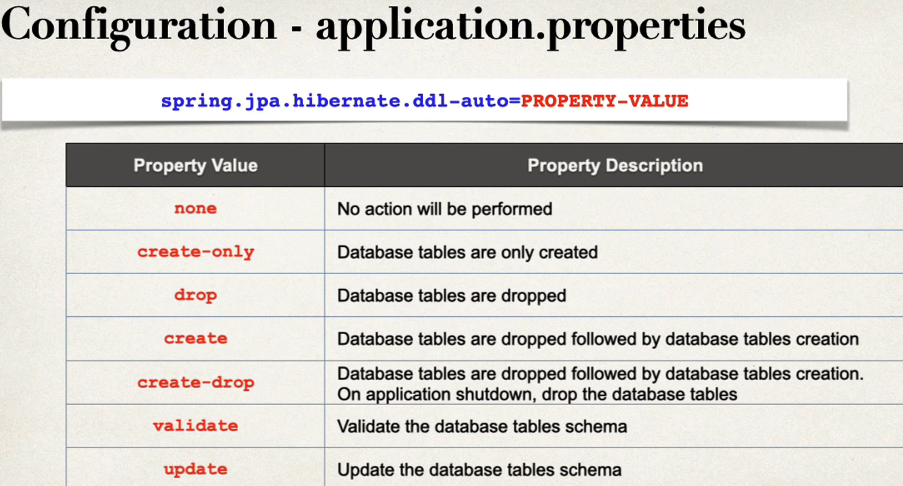 Configuration - application.properties
spring.jpa.hibernate.ddl-auto=PROPERTY-VALUE
Property Value Property Description
none No action will be performed
create-only Database tables are only created
drop Database tables are dropped
create Database tables are dropped followed by database tables creation
create-drop Database tables are dropped followed by database tables creation.
On application shutdown, drop the database tables
validate Validate the database tables schema
update Update the database tables schema